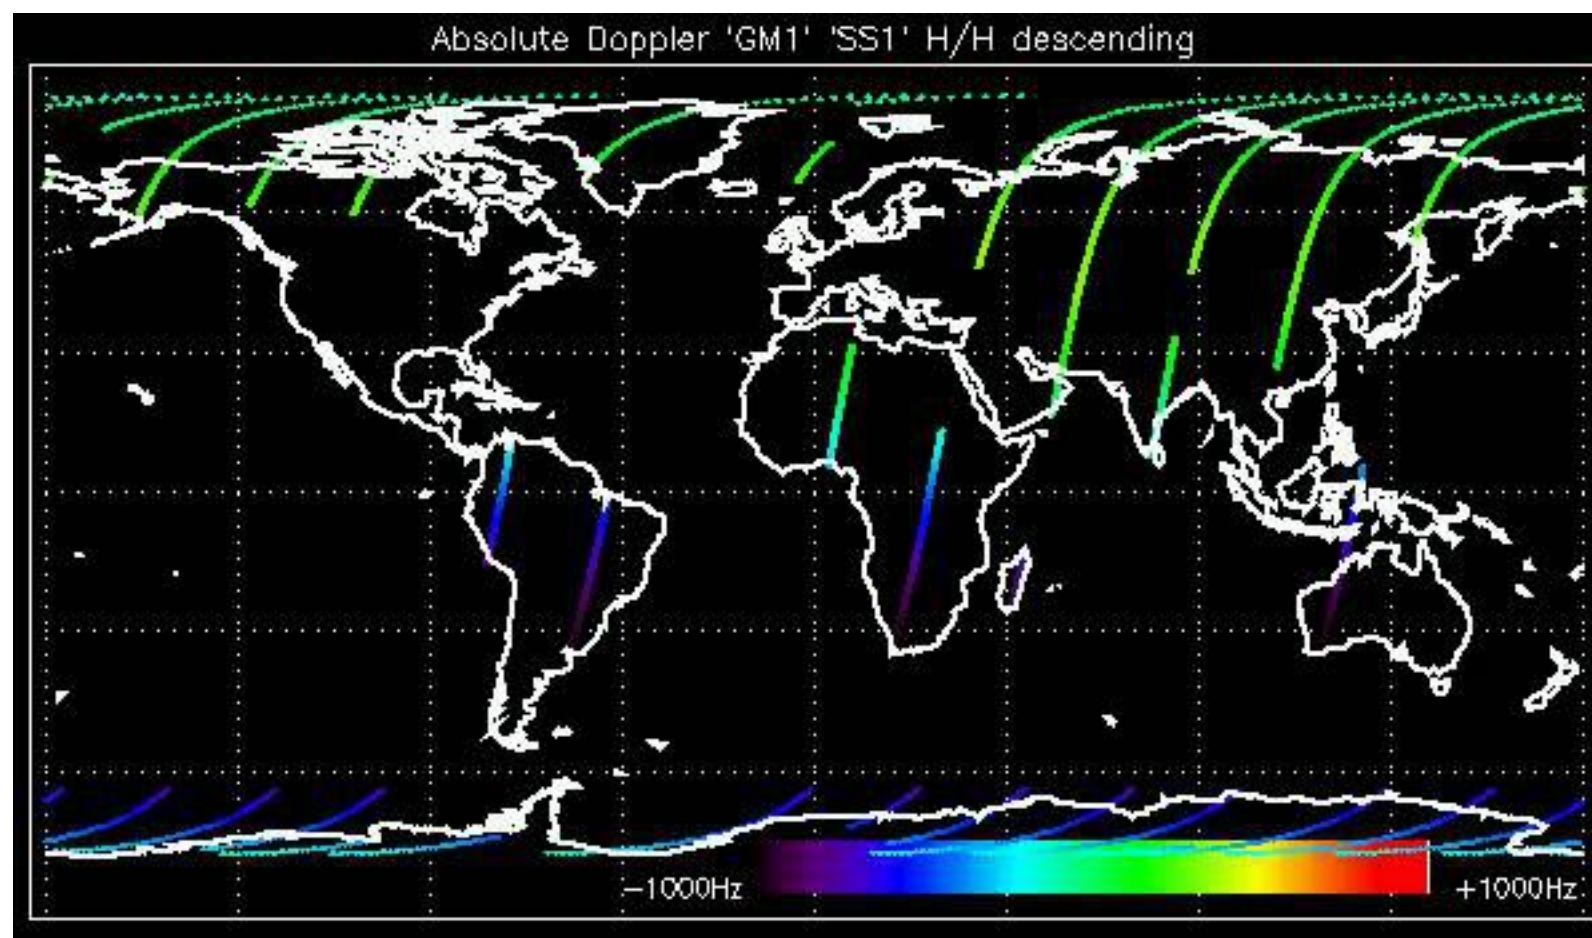 Absolute Doppler 'GM1' 'SS1' H/H descending
−1000Hz
+1000Hz